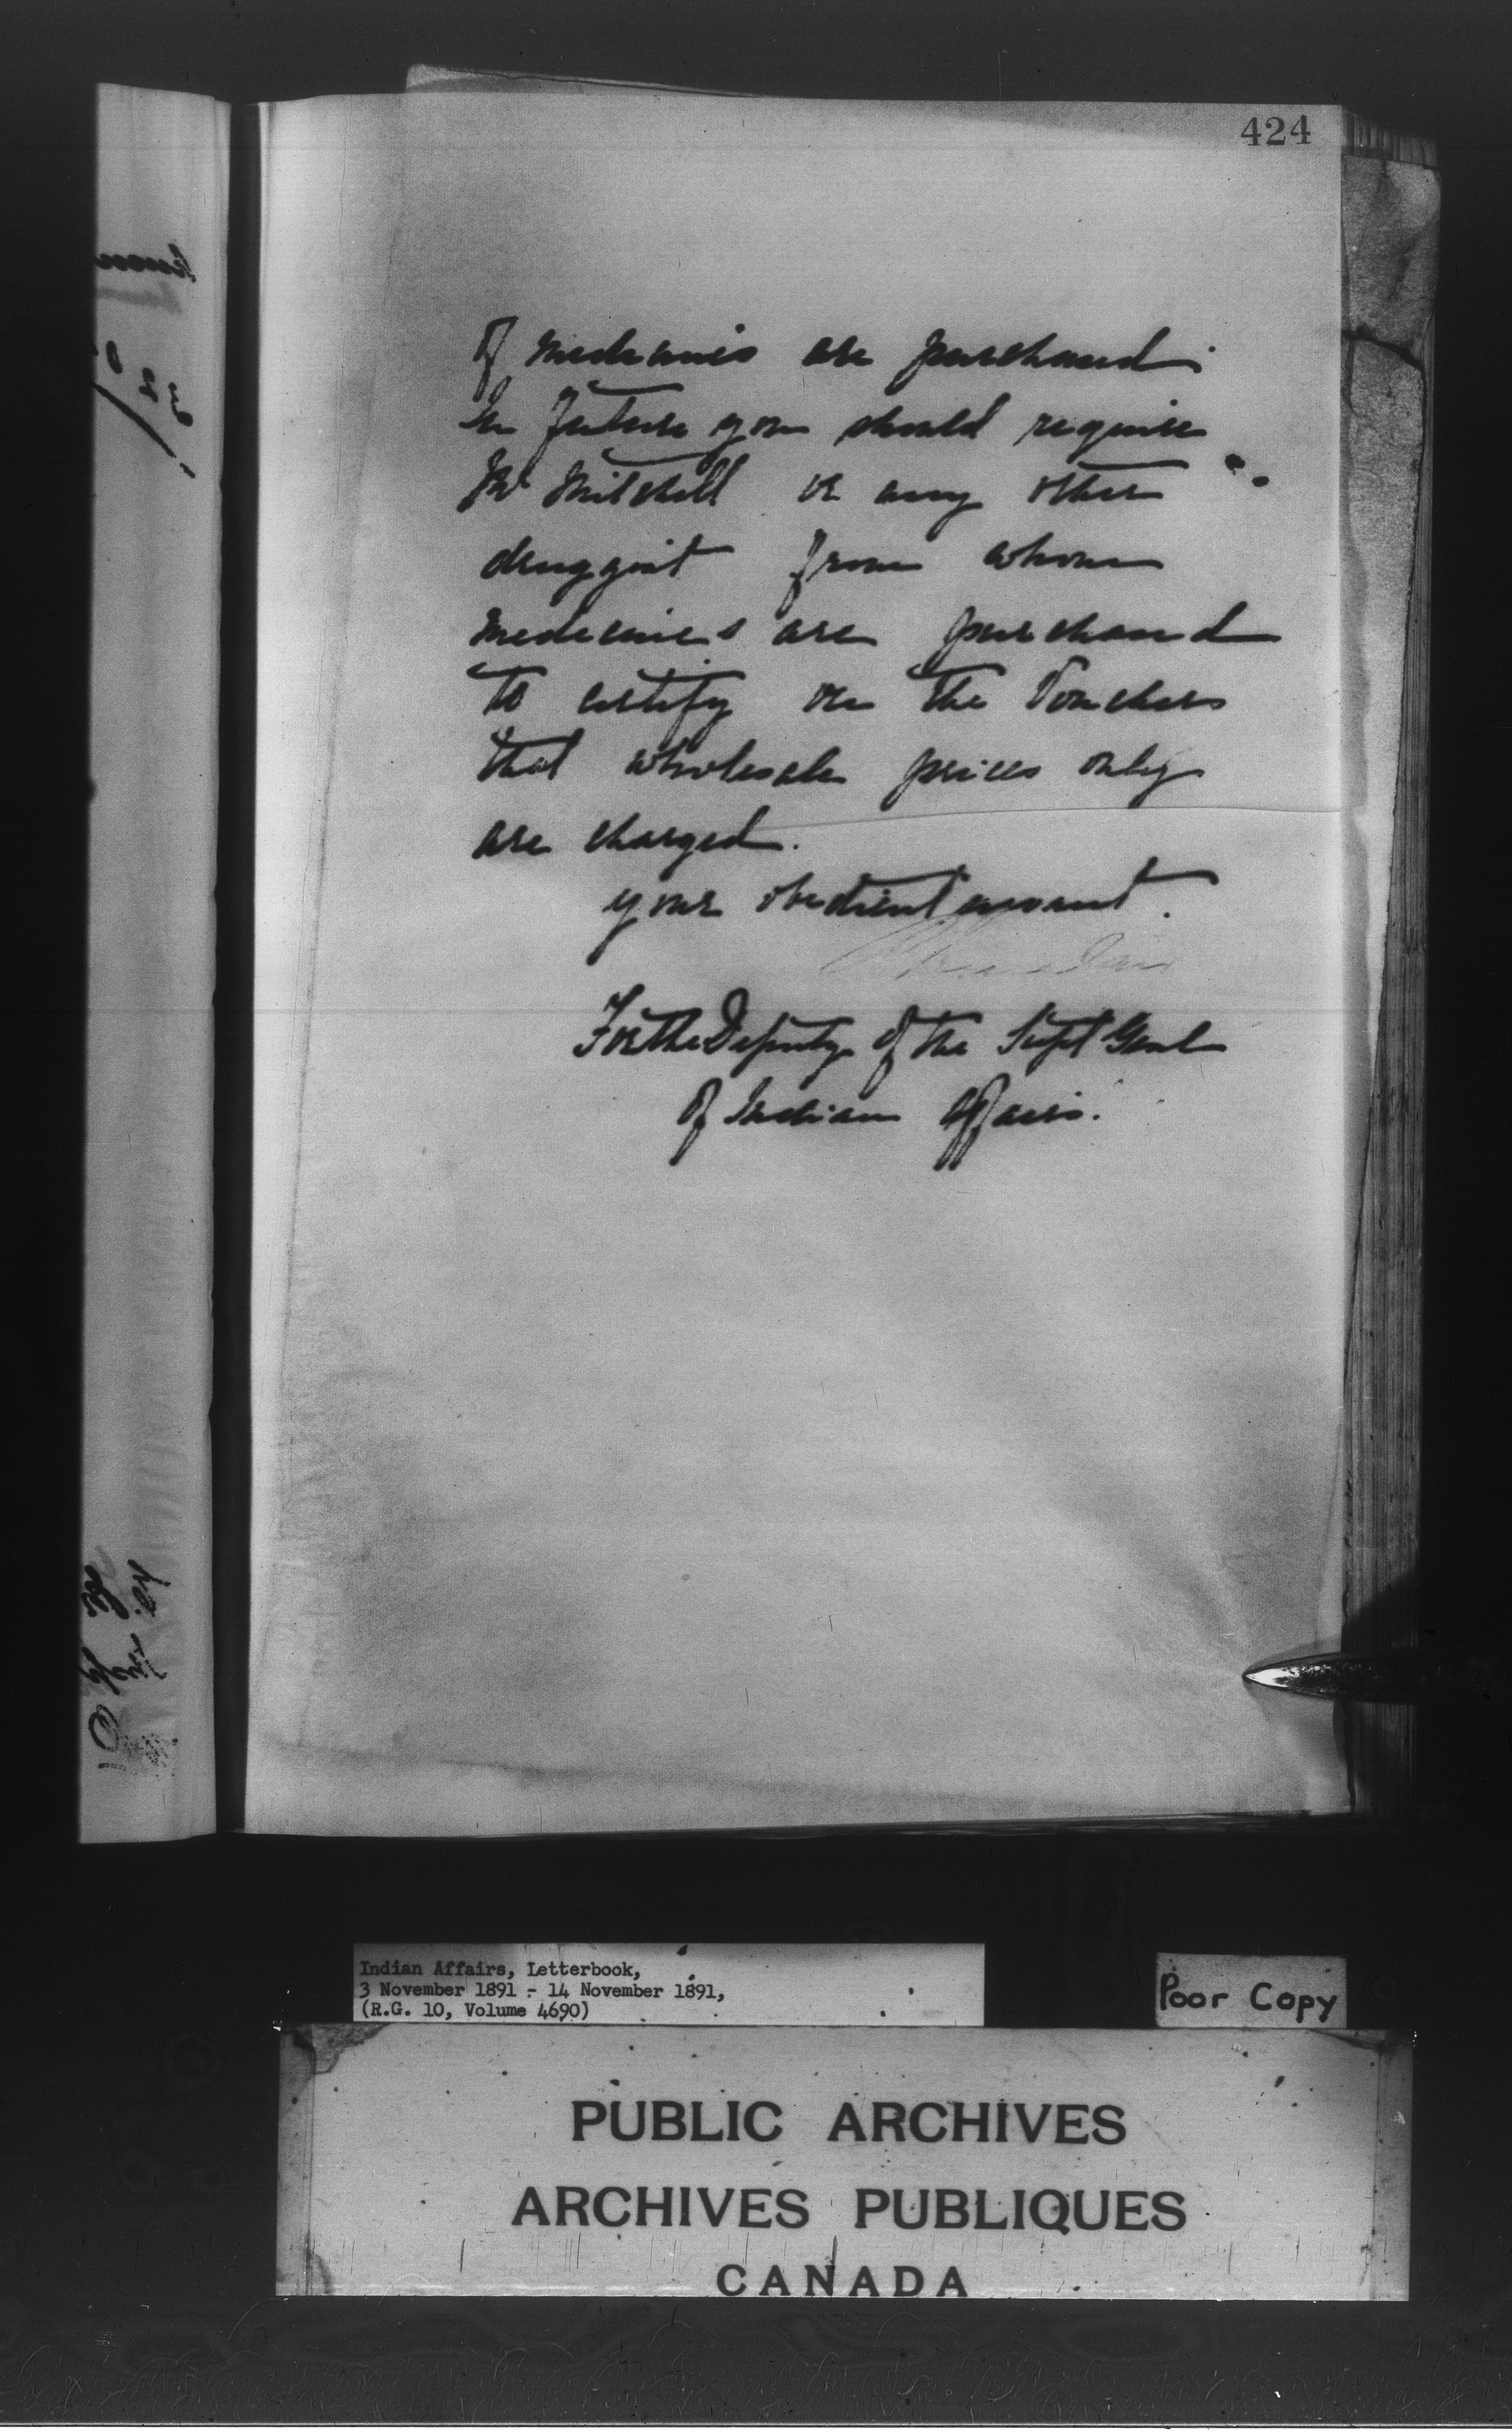 424
of medicines are purchased.
In future you should require
Mr Mitchell or any other
druggist from whom
medicines are purchased
to certify on the Vouchers
that wholesale prices only
are charged.
your obedient servant.
For the Deputy of the Supt Genl
of Indian Affairs.
Indian Affairs, Letterbook,
3 November 1891 - 14 November 1891,
(R.G. 10, Volume 4690)
Poor Copy
PUBLIC ARCHIVES
ARCHIVES PUBLIQUES
CANADA